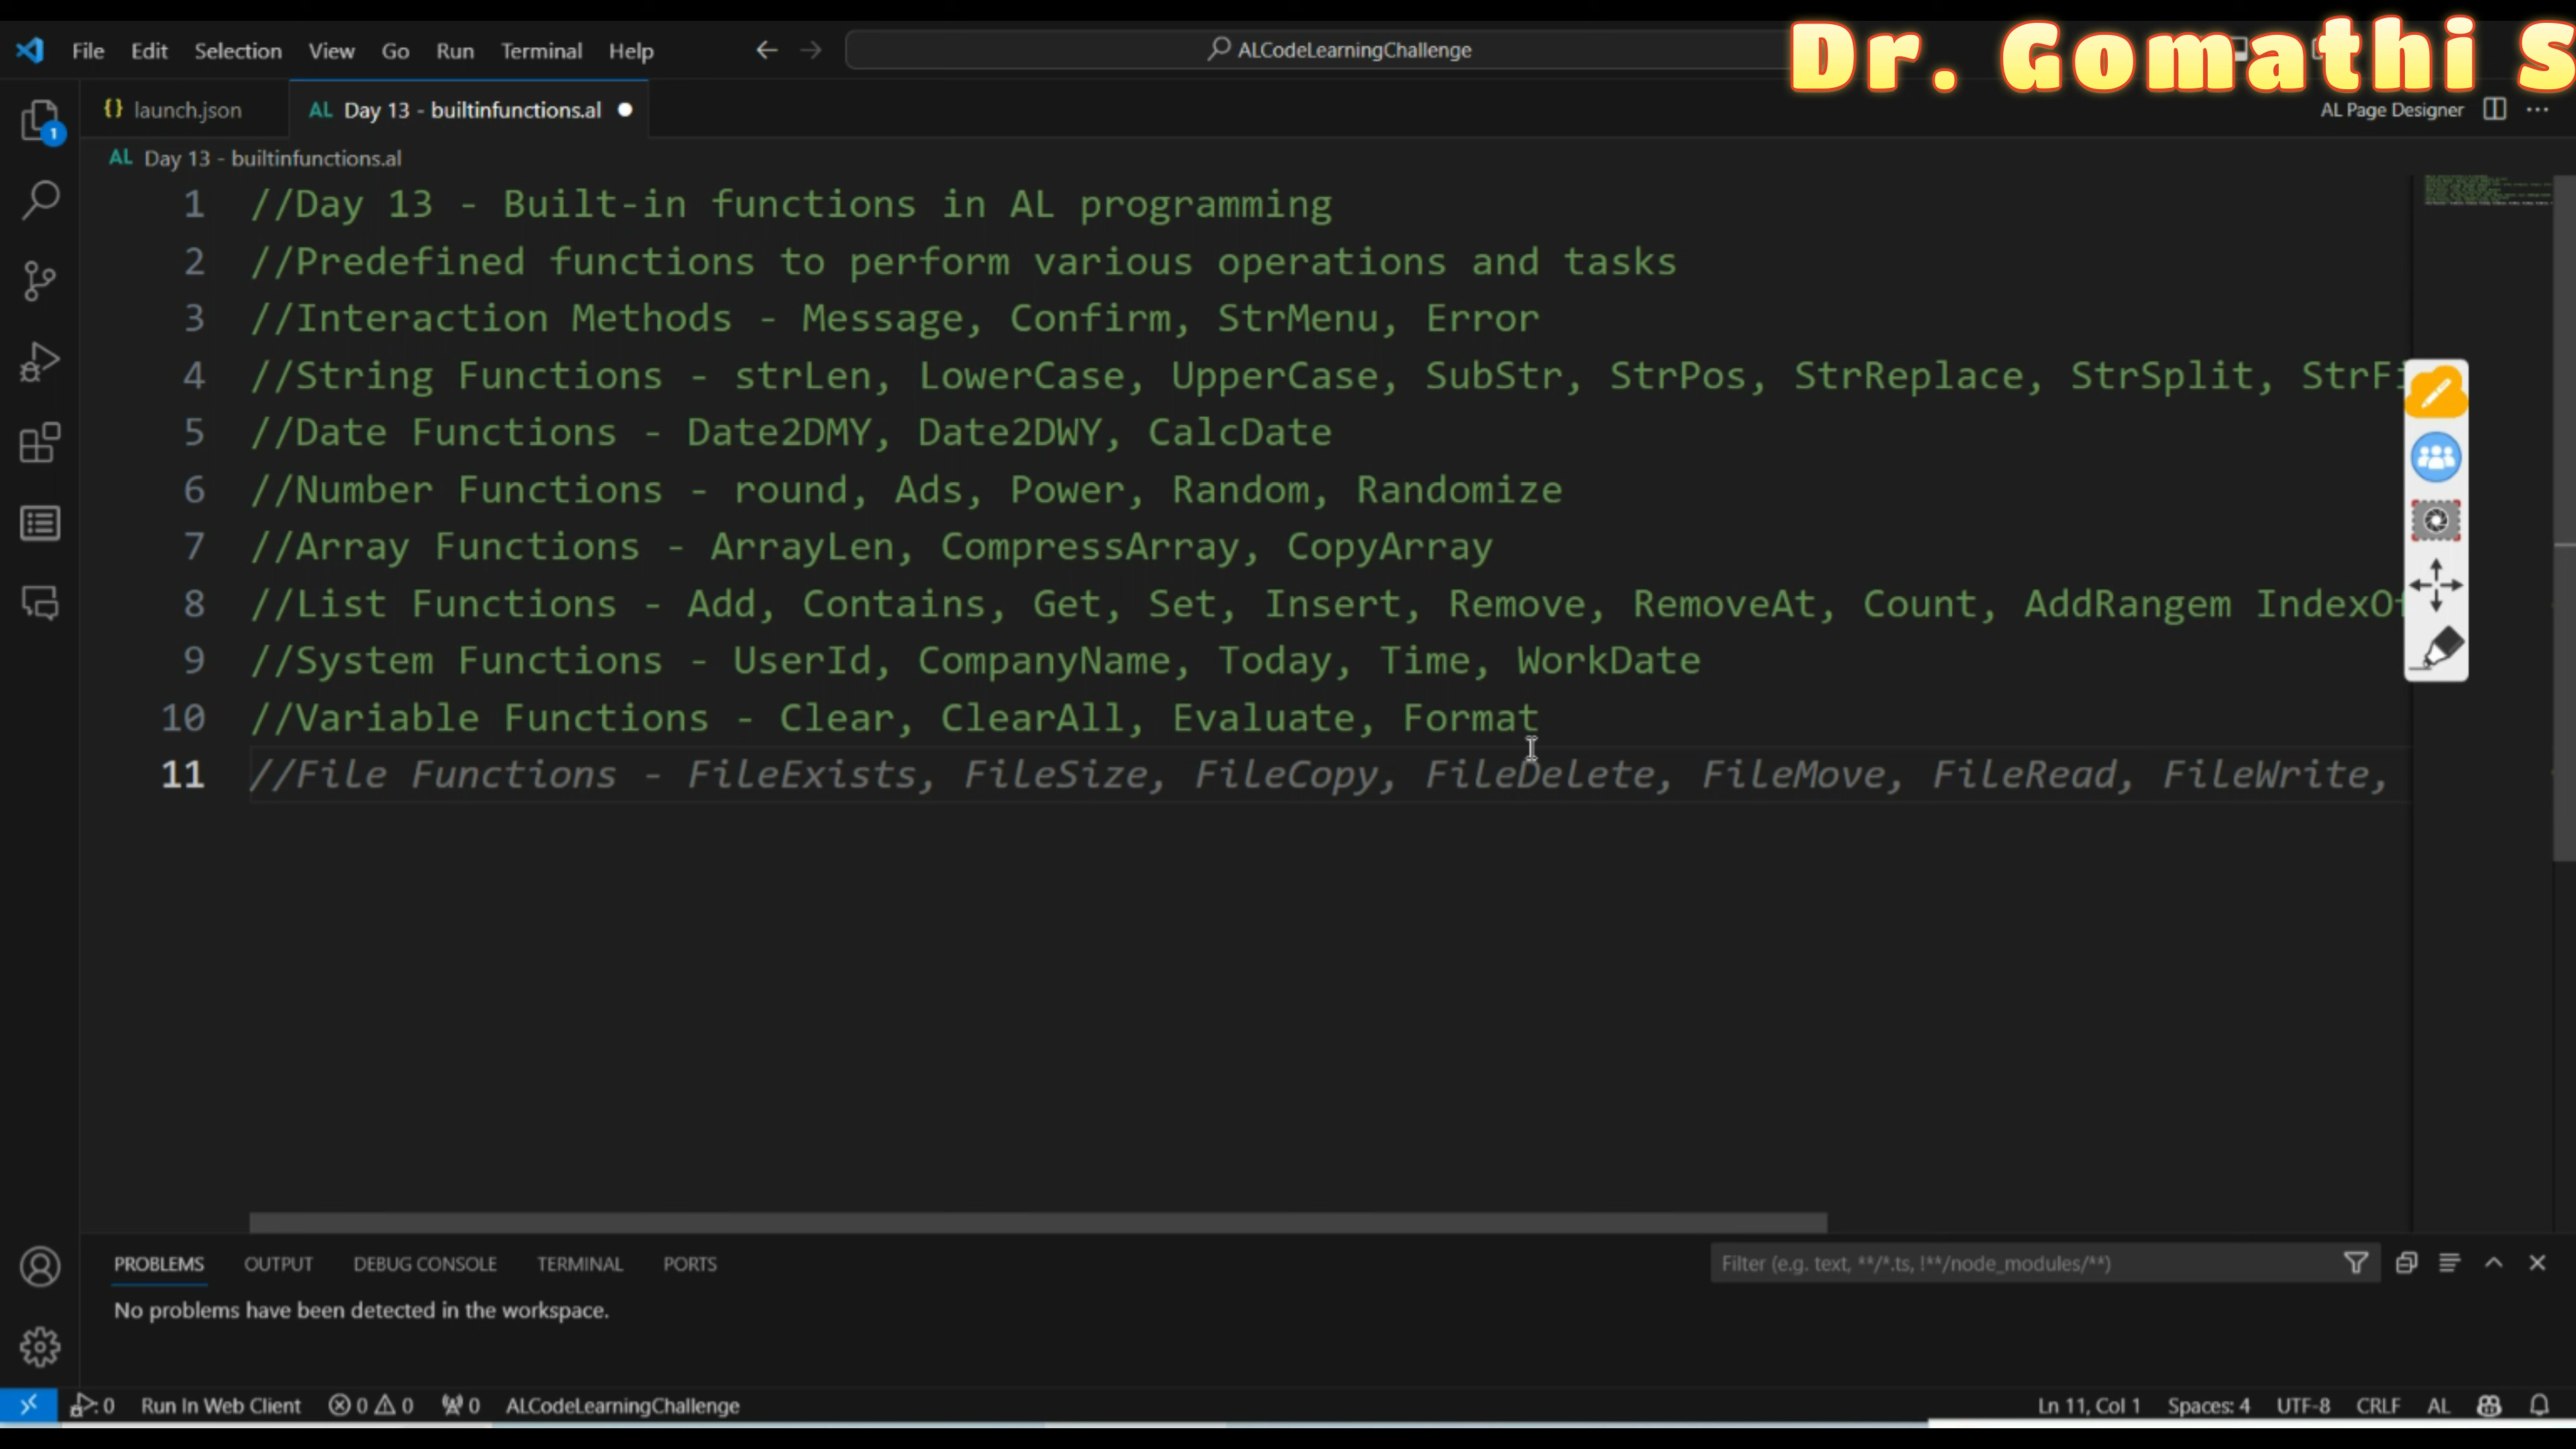 Dr. Gomathi S
File Edit Selection View Go Run Terminal Help
ALCodeLearningChallenge
launch.json
AL Day 13 - builtinfunctions.al
AL Page Designer
AL Day 13 - builtinfunctions.al
1 //Day 13 - Built-in functions in AL programming
2 //Predefined functions to perform various operations and tasks
3 //Interaction Methods - Message, Confirm, StrMenu, Error
4 //String Functions - strLen, LowerCase, UpperCase, SubStr, StrPos, StrReplace, StrSplit, StrFi
5 //Date Functions - Date2DMY, Date2DWY, CalcDate
6 //Number Functions - round, Ads, Power, Random, Randomize
7 //Array Functions - ArrayLen, CompressArray, CopyArray
8 //List Functions - Add, Contains, Get, Set, Insert, Remove, RemoveAt, Count, AddRangem IndexOf
9 //System Functions - UserId, CompanyName, Today, Time, WorkDate
10 //Variable Functions - Clear, ClearAll, Evaluate, Format
11 //File Functions - FileExists, FileSize, FileCopy, FileDelete, FileMove, FileRead, FileWrite,
PROBLEMS OUTPUT DEBUG CONSOLE TERMINAL PORTS
Filter (e.g. text, **/*.ts, !**/node_modules/**)
No problems have been detected in the workspace.
: 0 Run In Web Client 0 0 0 ALCodeLearningChallenge
Ln 11, Col 1 Spaces: 4 UTF-8 CRLF AL